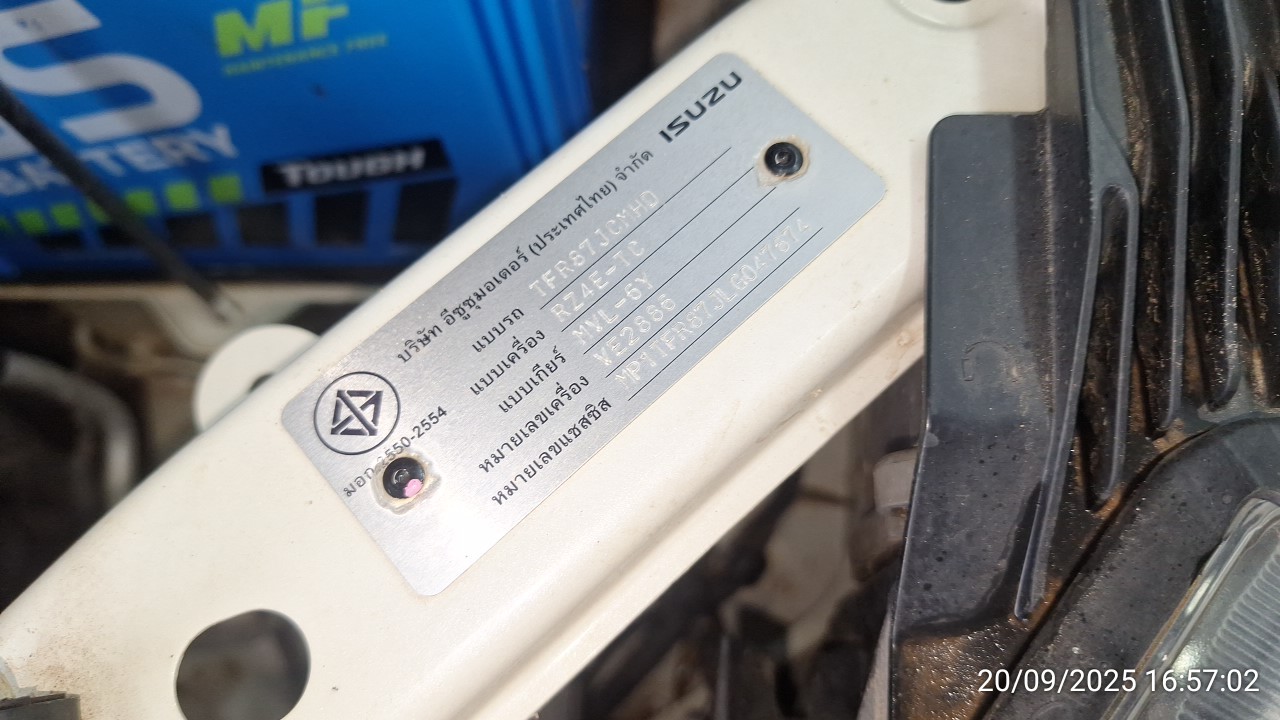 MF
MAINTENANCE FREE
S
BATTERY
TOUGH
บริษัท อีซูซุมอเตอร์ (ประเทศไทย) จำกัด ISUZU
แบบรถ TFR87JCMHD
แบบเครื่อง RZ4E-TC
แบบเกียร์ MVL-6Y
หมายเลขเครื่อง VE2886
หมายเลขแชสซิส MP1TFR87JLG047874
มอก.2550-2554
20/09/2025 16:57:02